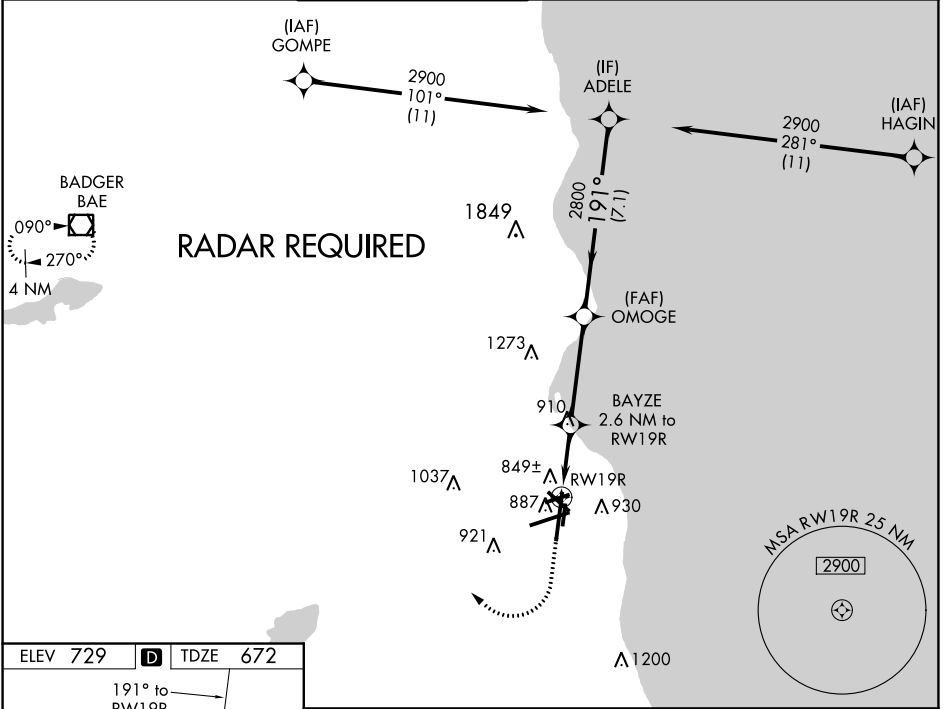 (IAF)
GOMPE
2900
101°
(11)
(IF)
ADELE
(IAF)
HAGIN
2900
281°
(11)
BADGER
BAE
090°
270°
4 NM
RADAR REQUIRED
1849
2800
191°
(7.1)
(FAF)
OMOGE
1273
910
BAYZE
2.6 NM to
RW19R
849±
RW19R
1037
887
930
921
MSA RW19R 25 NM
2900
1200
ELEV 729 D TDZE 672
191° to
RW19R